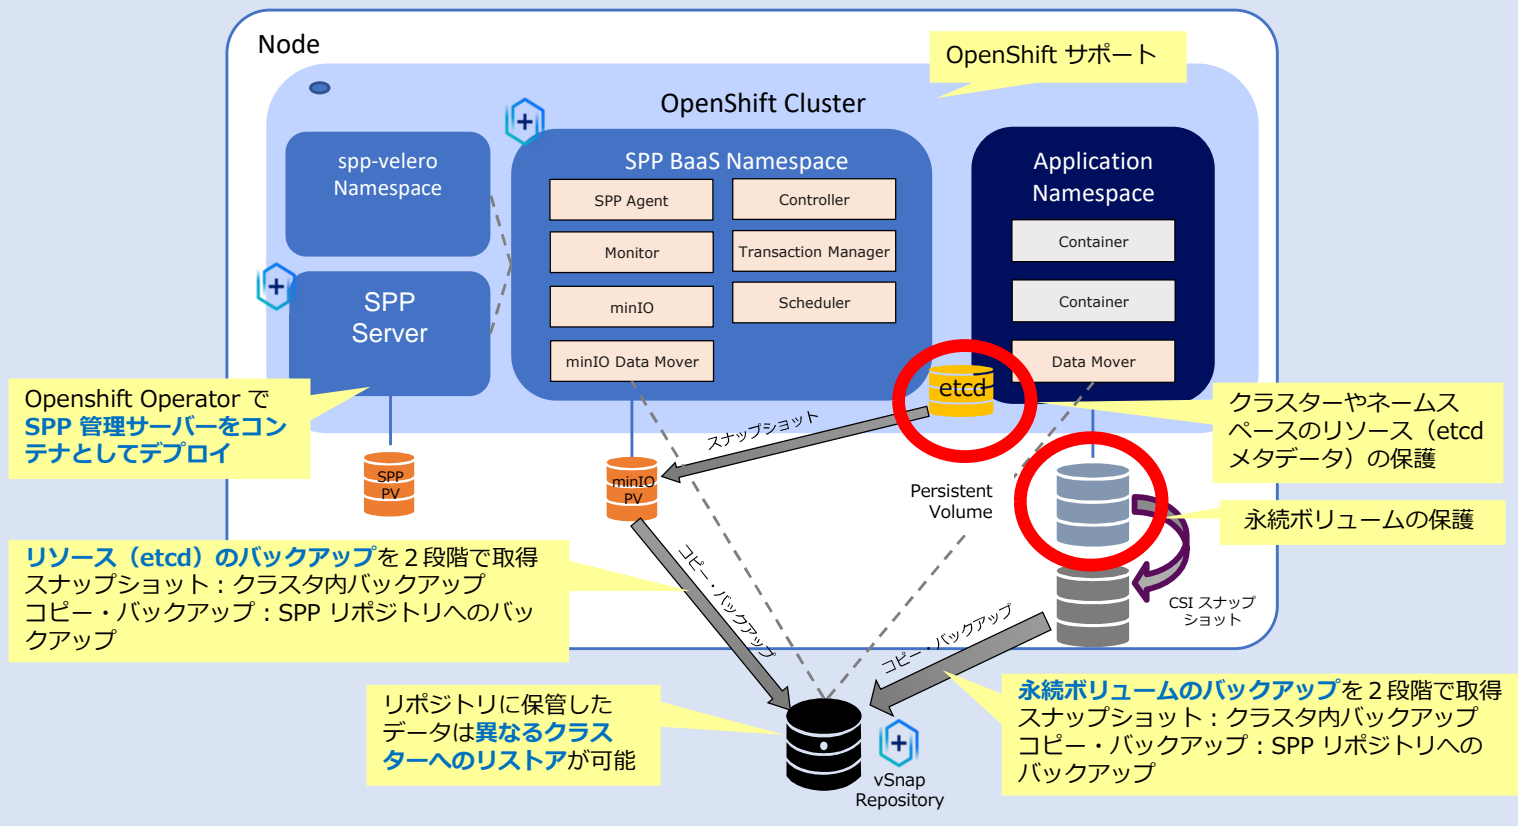 Node
OpenShift サポート
OpenShift Cluster
spp-velero
Namespace
SPP BaaS Namespace
SPP Agent
Controller
Monitor
Transaction Manager
minIO
Scheduler
minIO Data Mover
Application
Namespace
Container
Container
Data Mover
SPP
Server
etcd
Openshift Operator で
SPP 管理サーバーをコン
テナとしてデプロイ
クラスターやネームス
ペースのリソース（etcd
メタデータ）の保護
スナップショット
SPP
PV
minIO
PV
Persistent
Volume
永続ボリュームの保護
リソース（etcd）のバックアップを２段階で取得
スナップショット：クラスタ内バックアップ
コピー・バックアップ：SPP リポジトリへのバッ
クアップ
コピー・バックアップ
CSI スナップ
ショット
コピー・バックアップ
リポジトリに保管した
データは異なるクラス
ターへのリストアが可能
永続ボリュームのバックアップを２段階で取得
スナップショット：クラスタ内バックアップ
コピー・バックアップ：SPP リポジトリへの
バックアップ
vSnap
Repository